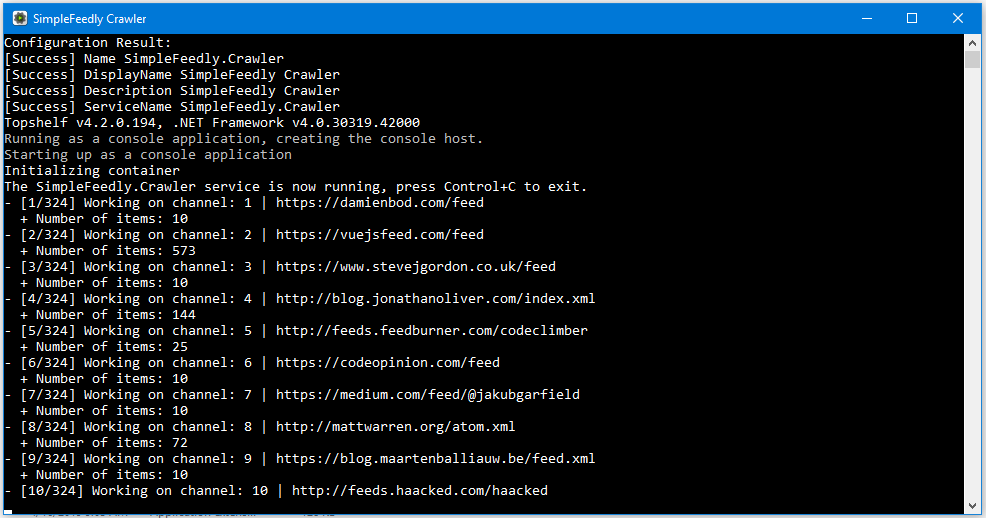 SimpleFeedly Crawler
Configuration Result:
[Success] Name SimpleFeedly.Crawler
[Success] DisplayName SimpleFeedly Crawler
[Success] Description SimpleFeedly Crawler
[Success] ServiceName SimpleFeedly.Crawler
Topshelf v4.2.0.194, .NET Framework v4.0.30319.42000
Running as a console application, creating the console host.
Starting up as a console application
Initializing container
The SimpleFeedly.Crawler service is now running, press Control+C to exit.
- [1/324] Working on channel: 1 | https://damienbod.com/feed
  + Number of items: 10
- [2/324] Working on channel: 2 | https://vuejsfeed.com/feed
  + Number of items: 573
- [3/324] Working on channel: 3 | https://www.stevejgordon.co.uk/feed
  + Number of items: 10
- [4/324] Working on channel: 4 | http://blog.jonathanoliver.com/index.xml
  + Number of items: 144
- [5/324] Working on channel: 5 | http://feeds.feedburner.com/codeclimber
  + Number of items: 25
- [6/324] Working on channel: 6 | https://codeopinion.com/feed
  + Number of items: 10
- [7/324] Working on channel: 7 | https://medium.com/feed/@jakubgarfield
  + Number of items: 10
- [8/324] Working on channel: 8 | http://mattwarren.org/atom.xml
  + Number of items: 72
- [9/324] Working on channel: 9 | https://blog.maartenballiauw.be/feed.xml
  + Number of items: 10
- [10/324] Working on channel: 10 | http://feeds.haacked.com/haacked